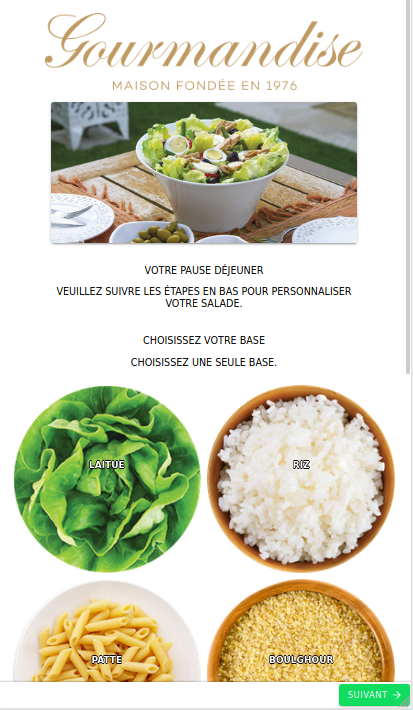 Gourmandise
MAISON FONDÉE EN 1976
VOTRE PAUSE DÉJEUNER
VEUILLEZ SUIVRE LES ÉTAPES EN BAS POUR PERSONNALISER
VOTRE SALADE.
CHOISISSEZ VOTRE BASE
CHOISISSEZ UNE SEULE BASE.
LAITUE
RIZ
PATTE
BOULGHOUR
SUIVANT